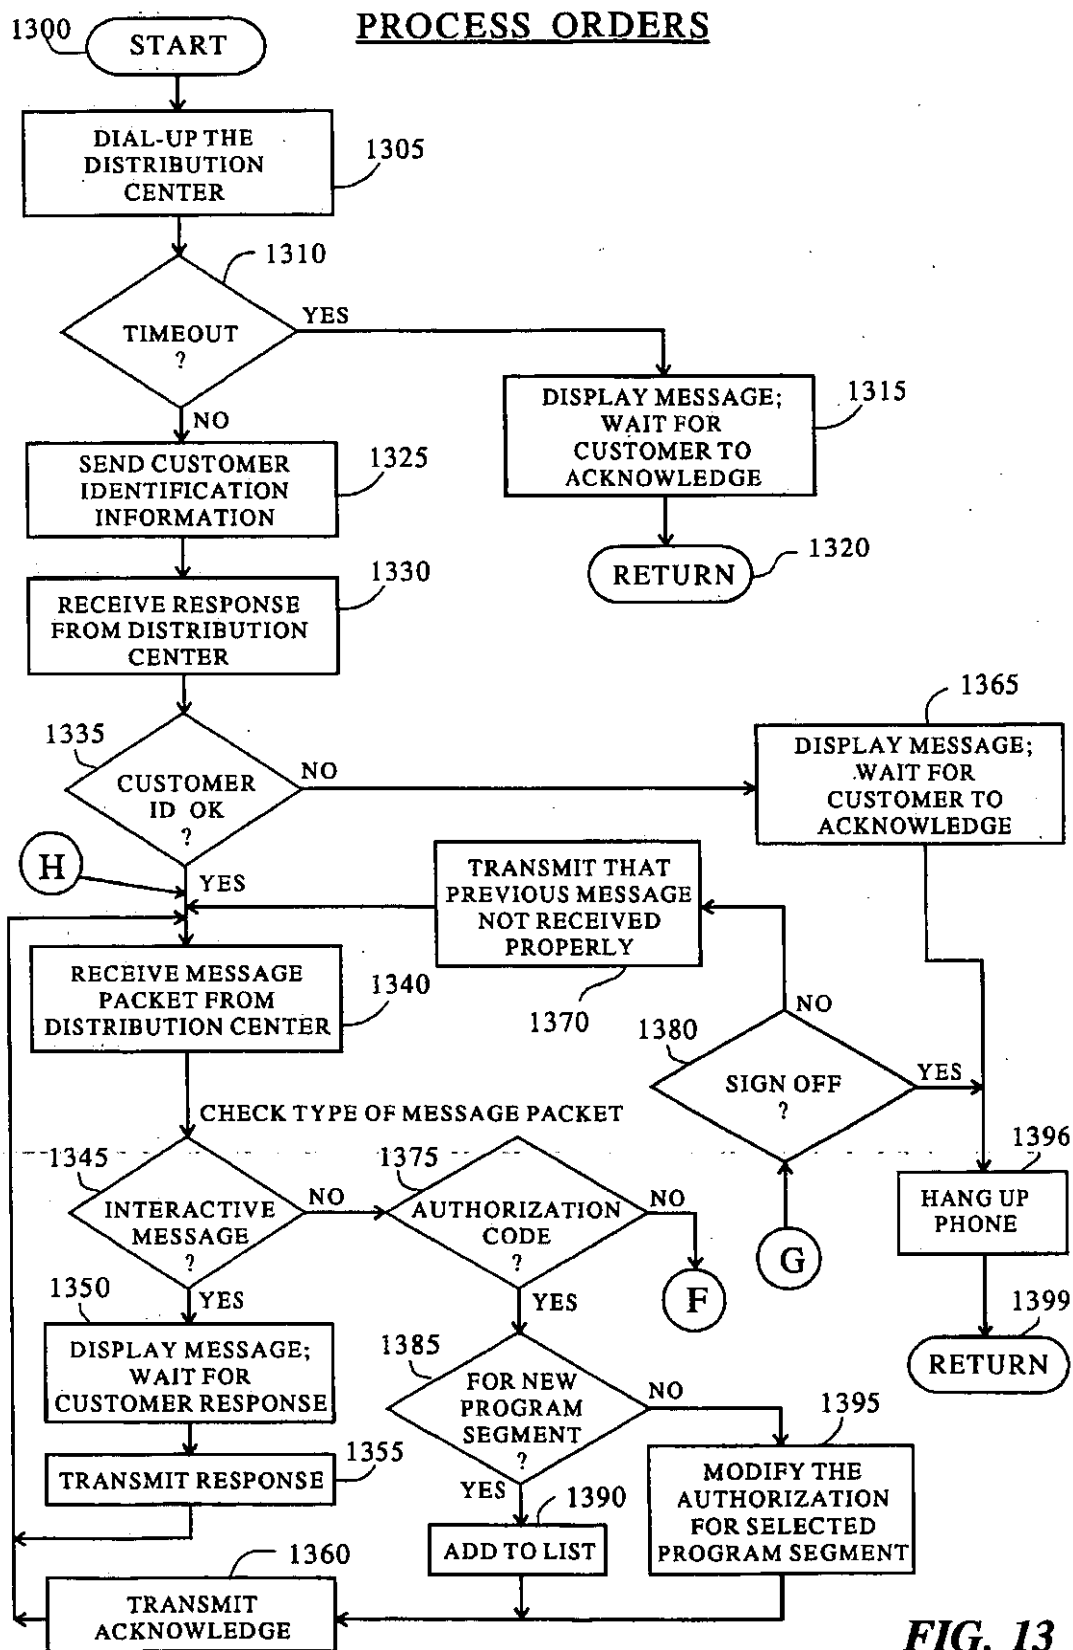 PROCESS ORDERS
1300
START
DIAL-UP THE
DISTRIBUTION
CENTER
1305
1310
TIMEOUT
?
YES
NO
DISPLAY MESSAGE;
WAIT FOR
CUSTOMER TO
ACKNOWLEDGE
1315
RETURN
1320
SEND CUSTOMER
IDENTIFICATION
INFORMATION
1325
RECEIVE RESPONSE
FROM DISTRIBUTION
CENTER
1330
1335
CUSTOMER
ID OK
?
NO
YES
1365
DISPLAY MESSAGE;
WAIT FOR
CUSTOMER TO
ACKNOWLEDGE
H
TRANSMIT THAT
PREVIOUS MESSAGE
NOT RECEIVED
PROPERLY
1370
RECEIVE MESSAGE
PACKET FROM
DISTRIBUTION CENTER
1340
1380
NO
SIGN OFF
?
YES
CHECK TYPE OF MESSAGE PACKET
1345
INTERACTIVE
MESSAGE
?
NO
YES
1375
AUTHORIZATION
CODE
?
NO
YES
F
G
1396
HANG UP
PHONE
1399
RETURN
1350
DISPLAY MESSAGE;
WAIT FOR
CUSTOMER RESPONSE
TRANSMIT RESPONSE
1355
1385
FOR NEW
PROGRAM
SEGMENT
?
NO
YES
1395
MODIFY THE
AUTHORIZATION
FOR SELECTED
PROGRAM SEGMENT
1390
ADD TO LIST
1360
TRANSMIT
ACKNOWLEDGE
FIG. 13